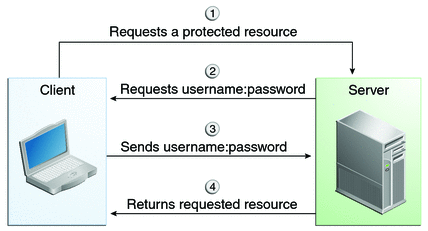 1
Requests a protected resource
Client
2
Requests username:password
Server
3
Sends username:password
4
Returns requested resource